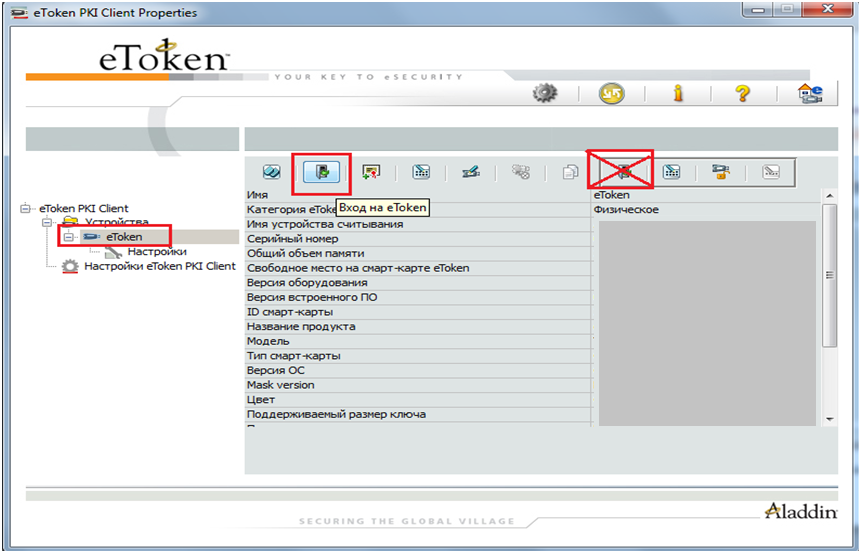 eToken PKI Client Properties
eToken
YOUR KEY TO eSECURITY
eToken PKI Client
Устройства
eToken
Настройки
Настройки eToken PKI Client
Вход на eToken
Имя eToken
Категория eToke Физическое
Имя устройства считывания
Серийный номер
Общий объем памяти
Свободное место на смарт-карте eToken
Версия оборудования
Версия встроенного ПО
ID смарт-карты
Название продукта
Модель
Тип смарт-карты
Версия ОС
Mask version
Цвет
Поддерживаемый размер ключа
Aladdin
SECURING THE GLOBAL VILLAGE